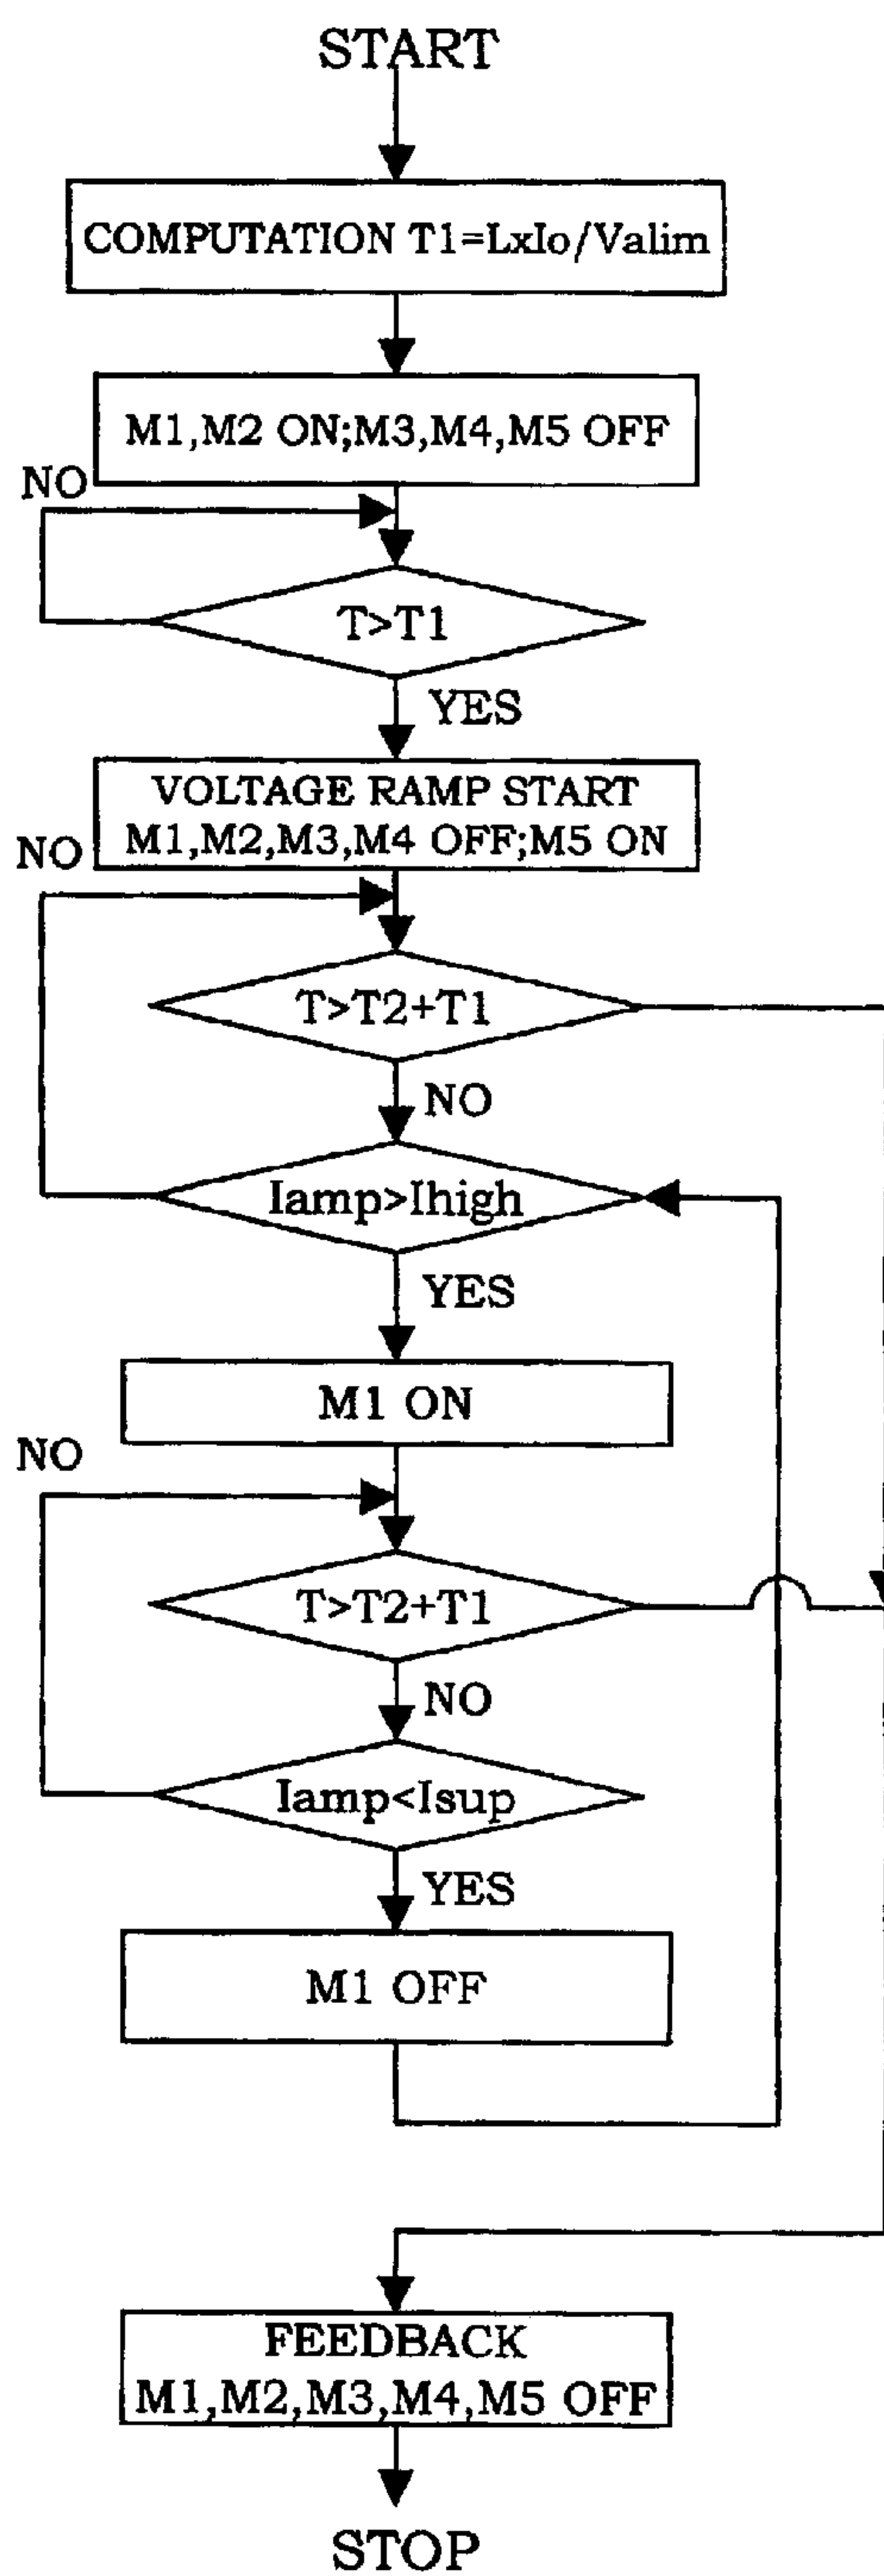 START
COMPUTATION T1=LxIo/Valim
M1,M2 ON;M3,M4,M5 OFF
NO
T>T1
YES
VOLTAGE RAMP START
M1,M2,M3,M4 OFF;M5 ON
NO
T>T2+T1
NO
Iamp>Ihigh
YES
M1 ON
NO
T>T2+T1
NO
Iamp<Isup
YES
M1 OFF
FEEDBACK
M1,M2,M3,M4,M5 OFF
STOP